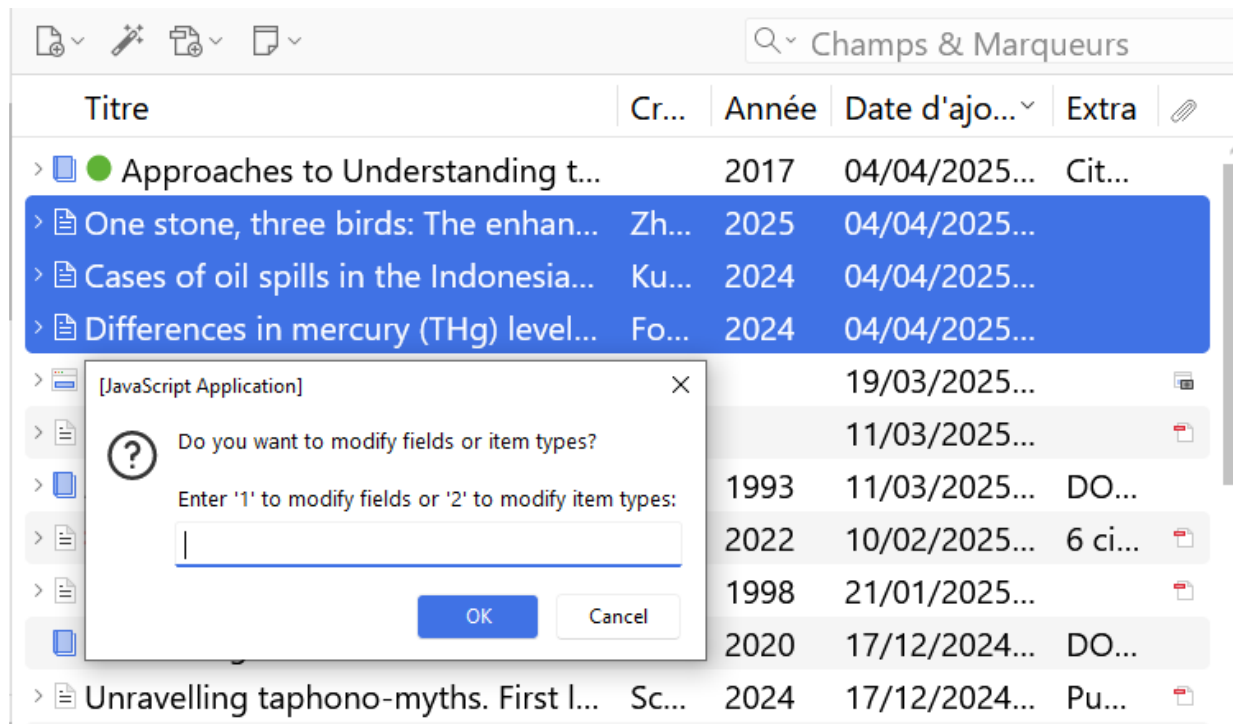 Champs & Marqueurs
Titre Cr... Année Date d'ajo... Extra
Approaches to Understanding t... 2017 04/04/2025... Cit...
One stone, three birds: The enhan... Zh... 2025 04/04/2025...
Cases of oil spills in the Indonesia... Ku... 2024 04/04/2025...
Differences in mercury (THg) level... Fo... 2024 04/04/2025...
19/03/2025...
[JavaScript Application]
11/03/2025...
Do you want to modify fields or item types?
1993 11/03/2025... DO...
Enter '1' to modify fields or '2' to modify item types:
2022 10/02/2025... 6 ci...
1998 21/01/2025...
OK Cancel
2020 17/12/2024... DO...
Unravelling taphono-myths. First l... Sc... 2024 17/12/2024... Pu...